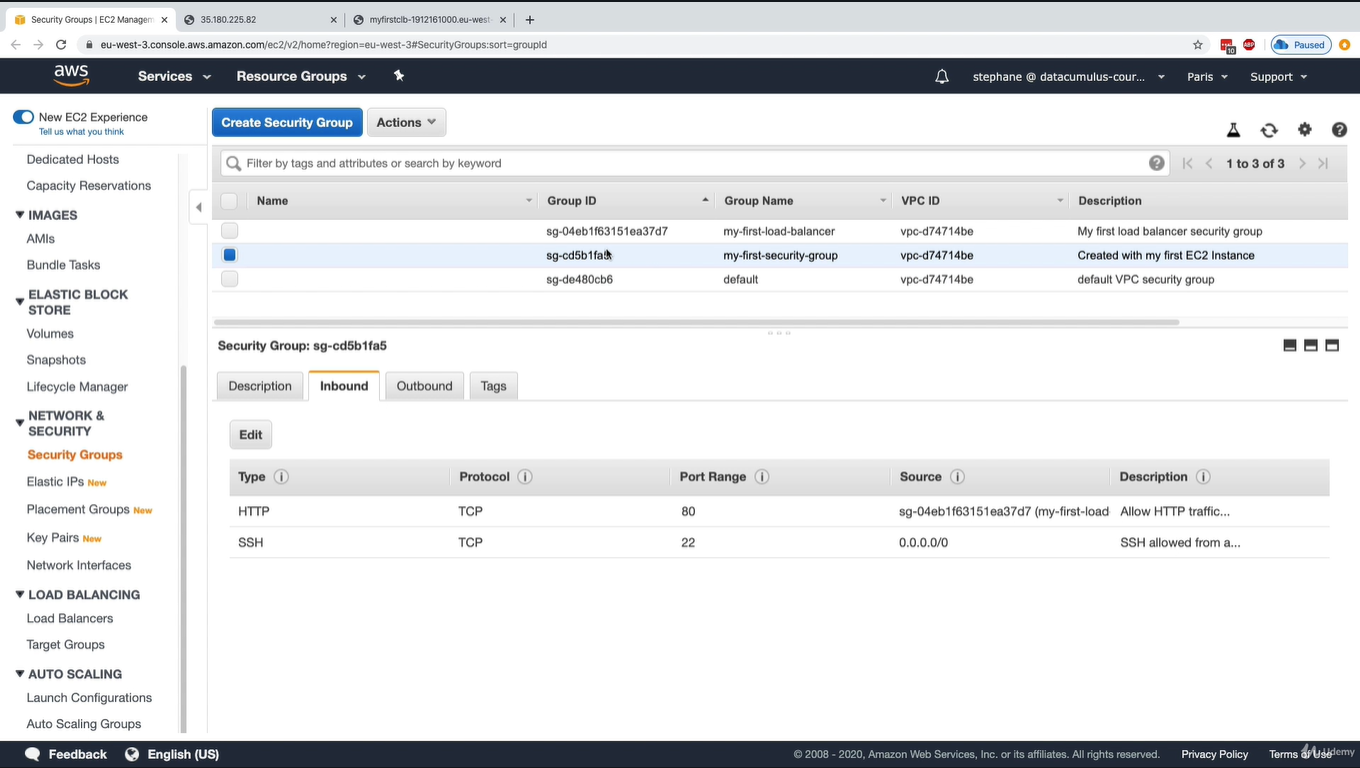 Security Groups | EC2 Managem
35.180.225.82
myfirstclb-1912161000.eu-west-
eu-west-3.console.aws.amazon.com/ec2/v2/home?region=eu-west-3#SecurityGroups:sort=groupId
10
ABP
Paused
aws
Services
Resource Groups
stephane @ datacumulus-cour...
Paris
Support
New EC2 Experience
Tell us what you think
Dedicated Hosts
Capacity Reservations
IMAGES
AMIs
Bundle Tasks
ELASTIC BLOCK
STORE
Volumes
Snapshots
Lifecycle Manager
NETWORK &
SECURITY
Security Groups
Elastic IPs New
Placement Groups New
Key Pairs New
Network Interfaces
LOAD BALANCING
Load Balancers
Target Groups
AUTO SCALING
Launch Configurations
Auto Scaling Groups
Create Security Group
Actions
Filter by tags and attributes or search by keyword
1 to 3 of 3
Name Group ID Group Name VPC ID Description
sg-04eb1f63151ea37d7 my-first-load-balancer vpc-d74714be My first load balancer security group
sg-cd5b1fa5 my-first-security-group vpc-d74714be Created with my first EC2 Instance
sg-de480cb6 default vpc-d74714be default VPC security group
Security Group: sg-cd5b1fa5
Description
Inbound
Outbound
Tags
Edit
Type Protocol Port Range Source Description
HTTP TCP 80 sg-04eb1f63151ea37d7 (my-first-load Allow HTTP traffic...
SSH TCP 22 0.0.0.0/0 SSH allowed from a...
Feedback
English (US)
© 2008 - 2020, Amazon Web Services, Inc. or its affiliates. All rights reserved.
Privacy Policy
Terms of Use
Udemy